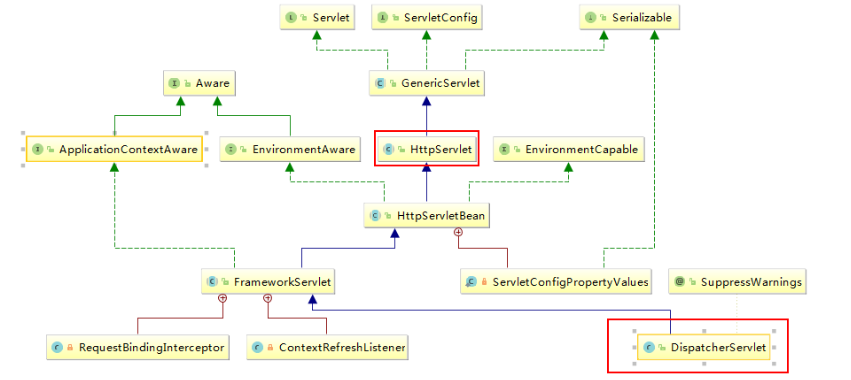 Servlet
ServletConfig
Serializable
Aware
GenericServlet
ApplicationContextAware
EnvironmentAware
HttpServlet
EnvironmentCapable
HttpServletBean
FrameworkServlet
ServletConfigPropertyValues
SuppressWarnings
RequestBindingInterceptor
ContextRefreshListener
DispatcherServlet